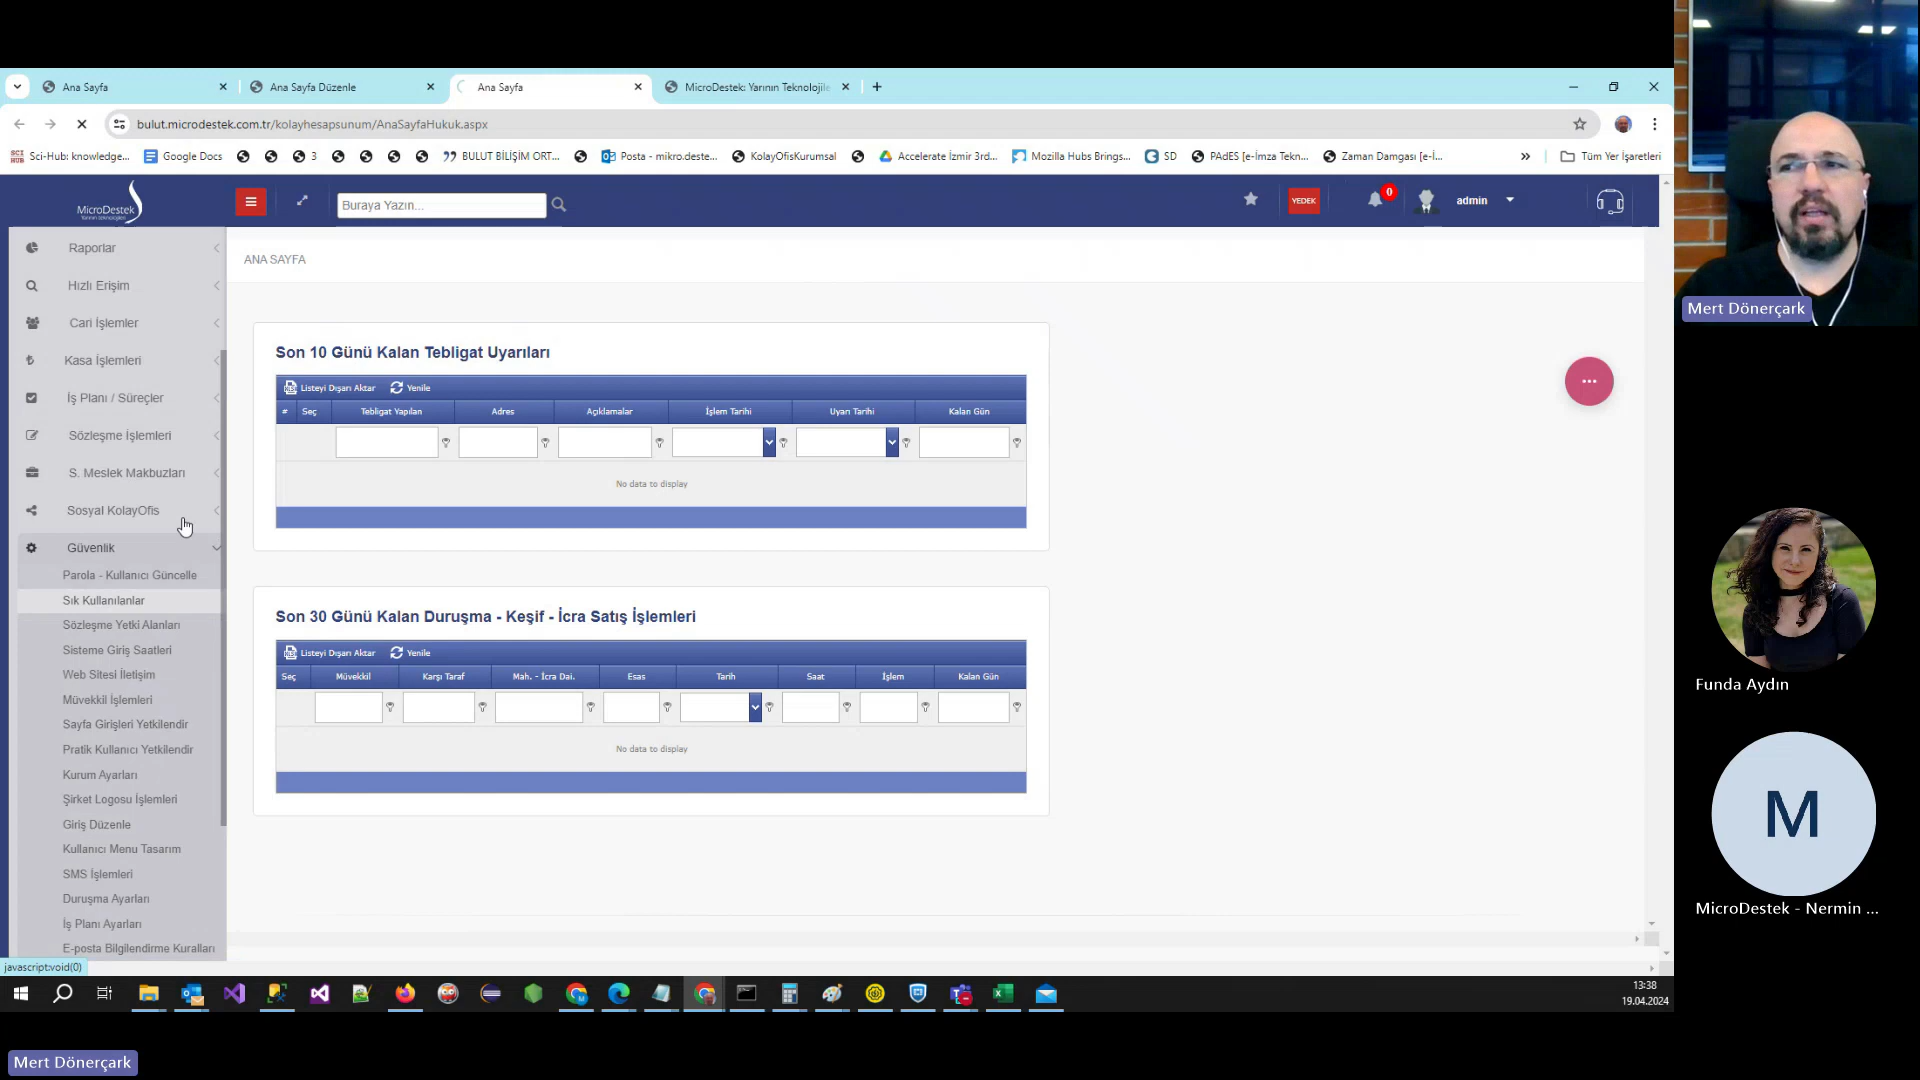 Ana Sayfa
Ana Sayfa Düzenle
Ana Sayfa
MicroDestek: Yarının Teknolojile
bulut.microdestek.com.tr/kolayhesapsunum/AnaSayfaHukuk.aspx
Sci-Hub: knowledge...
Google Docs
3
BULUT BİLİŞİM ORT...
Posta - mikro.deste...
KolayOfisKurumsal
Accelerate İzmir 3rd...
Mozilla Hubs Brings...
SD
PAdES [e-İmza Tekn...
Zaman Damgası [e-İ...
Tüm Yer İşaretleri
MicroDestek
Buraya Yazın...
YEDEK
0
admin
Raporlar
Hızlı Erişim
Cari İşlemler
Kasa İşlemleri
İş Planı / Süreçler
Sözleşme İşlemleri
S. Meslek Makbuzları
Sosyal KolayOfis
Güvenlik
Parola - Kullanıcı Güncelle
Sık Kullanılanlar
Sözleşme Yetki Alanları
Sisteme Giriş Saatleri
Web Sitesi İletişim
Müvekkil İşlemleri
Sayfa Girişleri Yetkilendir
Pratik Kullanıcı Yetkilendir
Kurum Ayarları
Şirket Logosu İşlemleri
Giriş Düzenle
Kullanıcı Menu Tasarım
SMS İşlemleri
Duruşma Ayarları
İş Planı Ayarları
E-posta Bilgilendirme Kuralları
javascript:void(0)
ANA SAYFA
Son 10 Günü Kalan Tebligat Uyarıları
Listeyi Dışarı Aktar
Yenile
# Seç Tebligat Yapılan Adres Açıklamalar İşlem Tarihi Uyarı Tarihi Kalan Gün
No data to display
Son 30 Günü Kalan Duruşma - Keşif - İcra Satış İşlemleri
Listeyi Dışarı Aktar
Yenile
Seç Müvekkil Karşı Taraf Mah. - İcra Dai. Esas Tarih Saat İşlem Kalan Gün
No data to display
13:38
19.04.2024
Mert Dönerçark
Funda Aydın
M
MicroDestek - Nermin ...
Mert Dönerçark